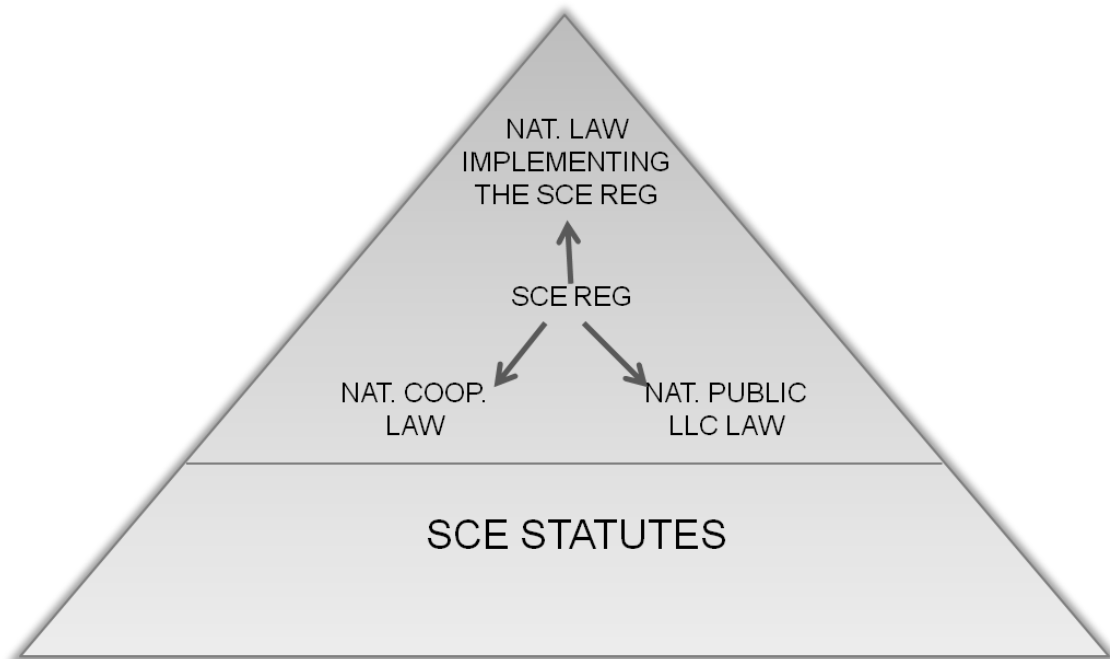 NAT. LAW
IMPLEMENTING
THE SCE REG
SCE REG
NAT. COOP.
LAW
NAT. PUBLIC
LLC LAW
SCE STATUTES